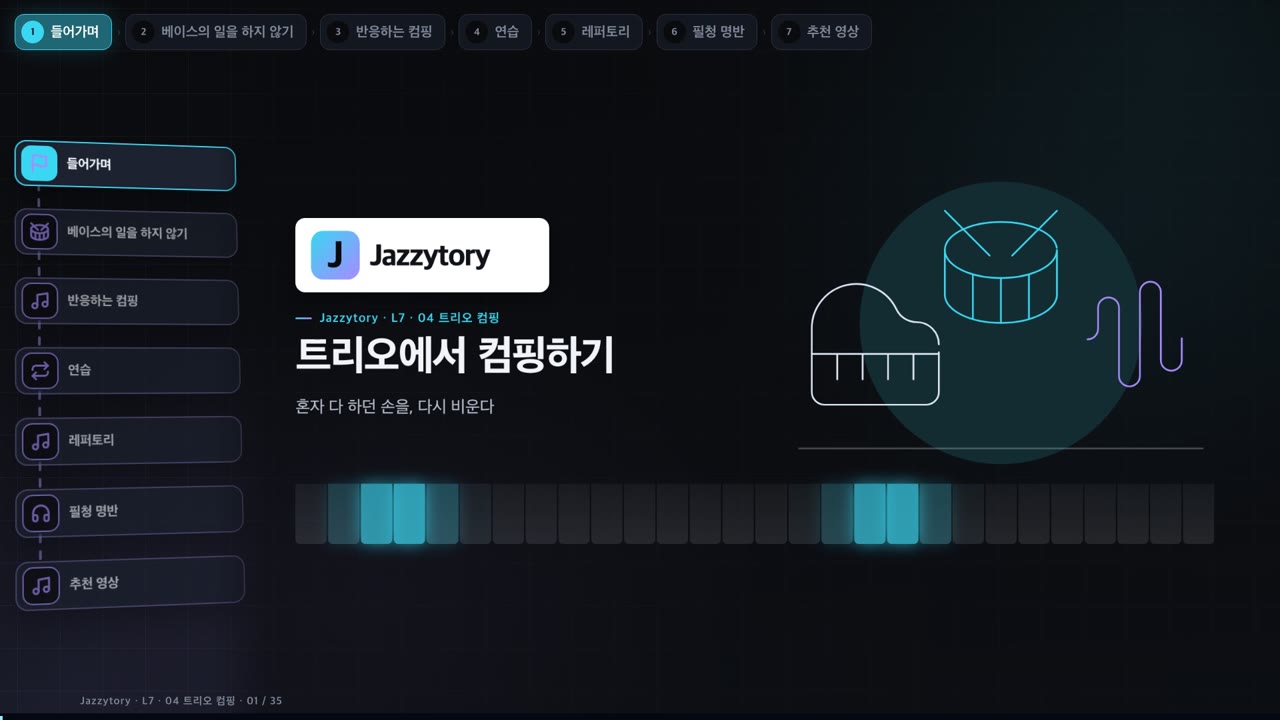 1 들어가며
2 베이스의 일을 하지 않기
3 반응하는 컴핑
4 연습
5 레퍼토리
6 필청 명반
7 추천 영상
들어가며
베이스의 일을 하지 않기
반응하는 컴핑
연습
레퍼토리
필청 명반
추천 영상
J Jazzytory
Jazzytory · L7 · 04 트리오 컴핑
트리오에서 컴핑하기
혼자 다 하던 손을, 다시 비운다
Jazzytory · L7 · 04 트리오 컴핑 · 01 / 35